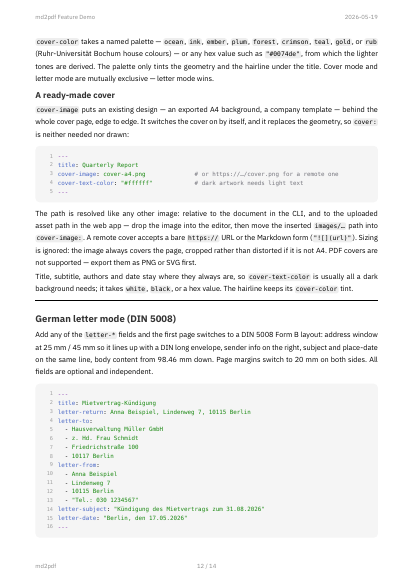 md2pdf Feature Demo 2026-05-19
cover-color takes a named palette — ocean, ink, ember, plum, forest, crimson, teal, gold, or rub
(Ruhr-Universität Bochum house colours) — or any hex value such as "#0074de", from which the lighter
tones are derived. The palette only tints the geometry and the hairline under the title. Cover mode and
letter mode are mutually exclusive — letter mode wins.
A ready-made cover
cover-image puts an existing design — an exported A4 background, a company template — behind the
whole cover page, edge to edge. It switches the cover on by itself, and it replaces the geometry, so cover:
is neither needed nor drawn:
1 ---
2 title: Quarterly Report
3 cover-image: cover-a4.png # or https://…/cover.png for a remote one
4 cover-text-color: "#ffffff" # dark artwork needs light text
5 ---
The path is resolved like any other image: relative to the document in the CLI, and to the uploaded
asset path in the web app — drop the image into the editor, then move the inserted images/… path into
cover-image:. A remote cover accepts a bare https:// URL or the Markdown form ("![](url)"). Sizing
is ignored: the image always covers the page, cropped rather than distorted if it is not A4. PDF covers are
not supported — export them as PNG or SVG first.
Title, subtitle, authors and date stay where they always are, so cover-text-color is usually all a dark
background needs; it takes white, black, or a hex value. The hairline keeps its cover-color tint.
German letter mode (DIN 5008)
Add any of the letter-* fields and the first page switches to a DIN 5008 Form B layout: address window
at 25 mm / 45 mm so it lines up with a DIN long envelope, sender info on the right, subject and place-date
on the same line, body content from 98.46 mm down. Page margins switch to 20 mm on both sides. All
fields are optional and independent.
1 ---
2 title: Mietvertrag-Kündigung
3 letter-return: Anna Beispiel, Lindenweg 7, 10115 Berlin
4 letter-to:
5 - Hausverwaltung Müller GmbH
6 - z. Hd. Frau Schmidt
7 - Friedrichstraße 100
8 - 10117 Berlin
9 letter-from:
10 - Anna Beispiel
11 - Lindenweg 7
12 - 10115 Berlin
13 - "Tel.: 030 1234567"
14 letter-subject: "Kündigung des Mietvertrags zum 31.08.2026"
15 letter-date: "Berlin, den 17.05.2026"
16 ---
md2pdf 12 / 14